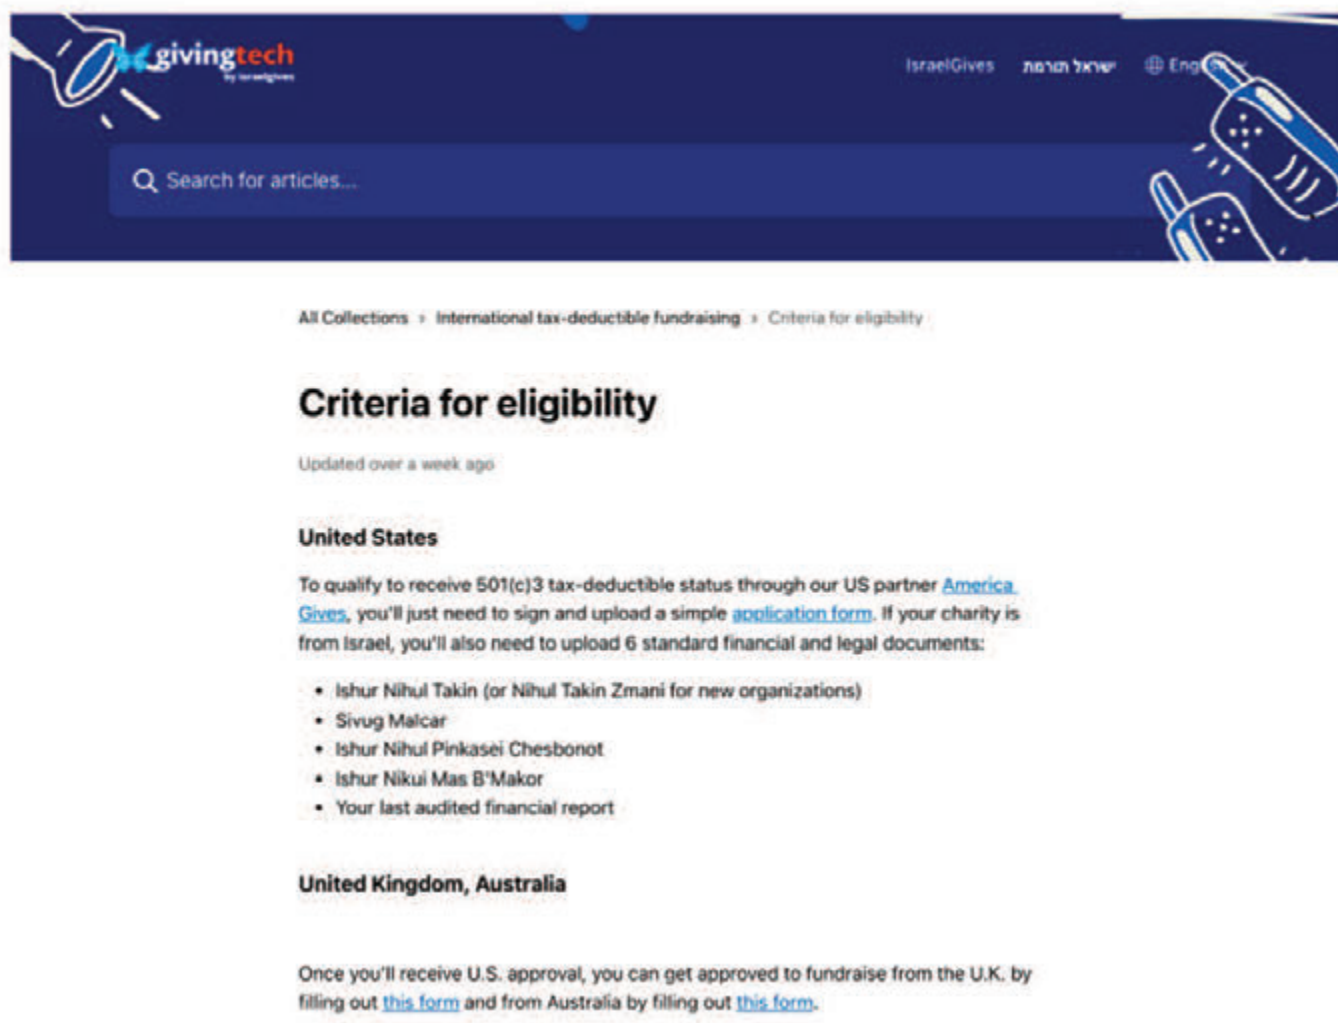 givingtech
by israelgives
IsraelGives ישראל תורמת
Search for articles...
All Collections > International tax-deductible fundraising > Criteria for eligibility
Criteria for eligibility
Updated over a week ago
United States
To qualify to receive 501(c)3 tax-deductible status through our US partner America
Gives, you'll just need to sign and upload a simple application form. If your charity is
from Israel, you'll also need to upload 6 standard financial and legal documents:
• Ishur Nihul Takin (or Nihul Takin Zmani for new organizations)
• Sivug Malcar
• Ishur Nihul Pinkasei Chesbonot
• Ishur Nikui Mas B'Makor
• Your last audited financial report
United Kingdom, Australia
Once you'll receive U.S. approval, you can get approved to fundraise from the U.K. by
filling out this form and from Australia by filling out this form.